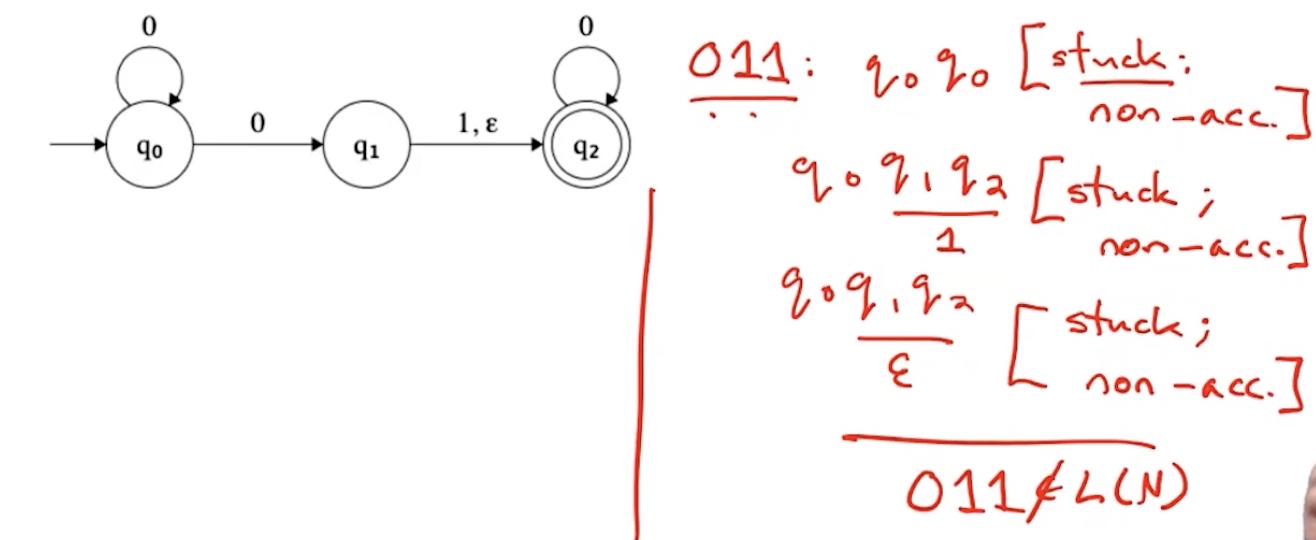 0
0
q₀
0
q₁
1, ε
q₂
011: q₀ q₀ [stuck;
non-acc.]
q₀ q₁ q₂ [stuck;
1
non-acc.]
q₀ q₁ q₂ [stuck;
ε
non-acc.]
011 ∉ L(N)